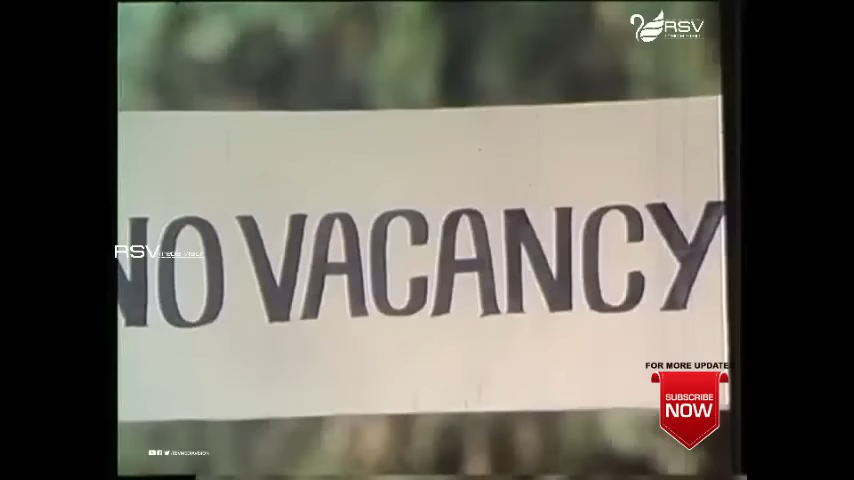 RSV
NO VACANCY
RSV
FOR MORE UPDATES
SUBSCRIBE
NOW